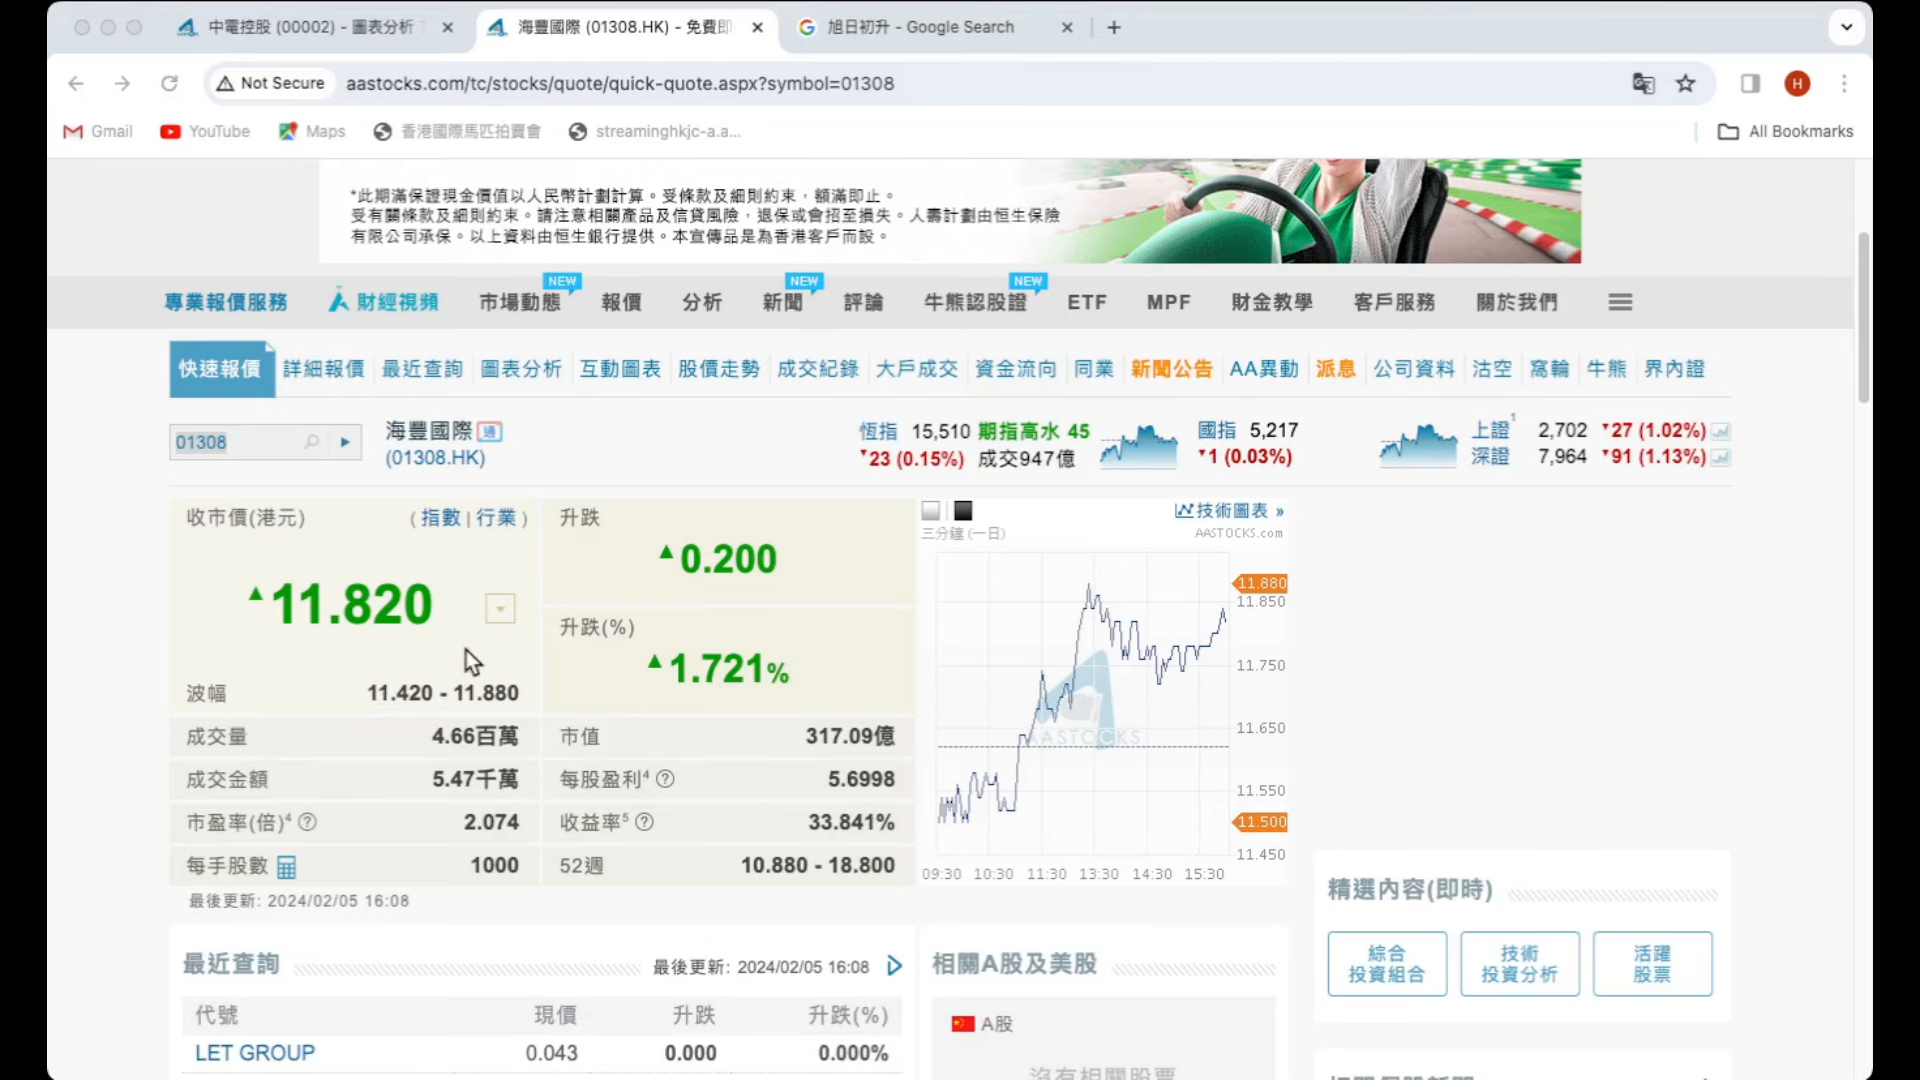 中電控股 (00002) - 圖表分析
海豐國際 (01308.HK) - 免費即
旭日初升 - Google Search
Not Secure
aastocks.com/tc/stocks/quote/quick-quote.aspx?symbol=01308
H
Gmail
YouTube
Maps
香港國際馬匹拍賣會
streaminghkjc-a.a...
All Bookmarks
*此期滿保證現金價值以人民幣計劃計算。受條款及細則約束，額滿即止。
受有關條款及細則約束。請注意相關產品及信貸風險，退保或會招至損失。人壽計劃由恒生保險
有限公司承保。以上資料由恒生銀行提供。本宣傳品是為香港客戶而設。
NEW NEW NEW
專業報價服務 財經視頻 市場動態 報價 分析 新聞 評論 牛熊認股證 ETF MPF 財金教學 客戶服務 關於我們
快速報價 詳細報價 最近查詢 圖表分析 互動圖表 股價走勢 成交紀錄 大戶成交 資金流向 同業 新聞公告 AA異動 派息 公司資料 沽空 窩輪 牛熊 界內證
01308
海豐國際 通
(01308.HK)
恆指 15,510 期指高水 45
▼23 (0.15%) 成交947億
國指 5,217
▼1 (0.03%)
上證¹ 2,702 ▼27 (1.02%)
深證 7,964 ▼91 (1.13%)
收市價(港元) (指數|行業)
▲11.820
波幅 11.420 - 11.880
升跌
▲0.200
升跌(%)
▲1.721%
成交量 4.66百萬
市值 317.09億
成交金額 5.47千萬
每股盈利⁴ 5.6998
市盈率(倍)⁴ 2.074
收益率⁵ 33.841%
每手股數 1000
52週 10.880 - 18.800
最後更新: 2024/02/05 16:08
技術圖表 »
三分鐘 (一日)
AASTOCKS.com
11.880
11.850
11.750
11.650
11.550
11.500
11.450
AASTOCKS
09:30 10:30 11:30 13:30 14:30 15:30
精選內容(即時)
綜合
投資組合
技術
投資分析
活躍
股票
最近查詢
最後更新: 2024/02/05 16:08
代號 現價 升跌 升跌(%)
LET GROUP 0.043 0.000 0.000%
相關A股及美股
A股
沒有相關股票